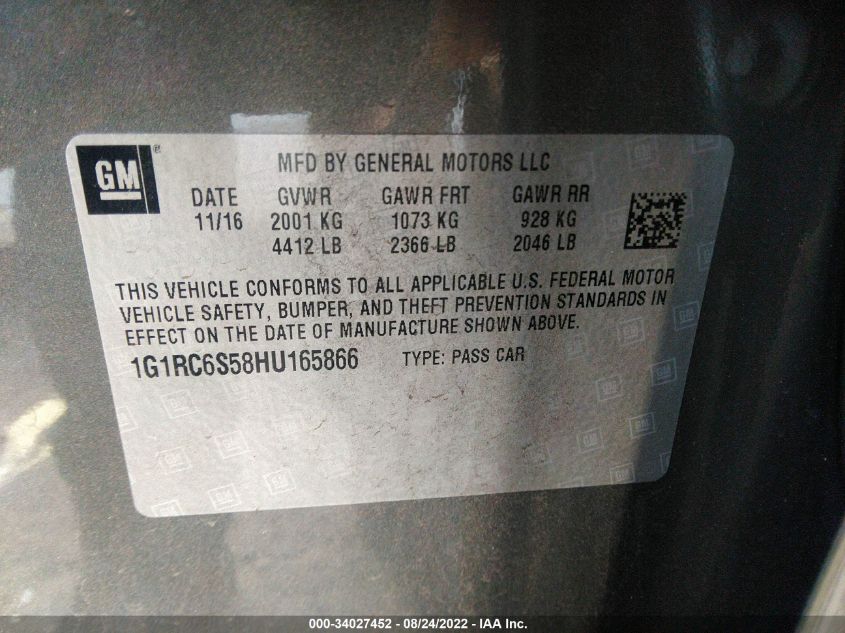 GM ®
MFD BY GENERAL MOTORS LLC
DATE GVWR GAWR FRT GAWR RR
11/16 2001 KG 1073 KG 928 KG
4412 LB 2366 LB 2046 LB
THIS VEHICLE CONFORMS TO ALL APPLICABLE U.S. FEDERAL MOTOR
VEHICLE SAFETY, BUMPER, AND THEFT PREVENTION STANDARDS IN
EFFECT ON THE DATE OF MANUFACTURE SHOWN ABOVE.
1G1RC6S58HU165866 TYPE: PASS CAR
000-34027452 - 08/24/2022 - IAA Inc.